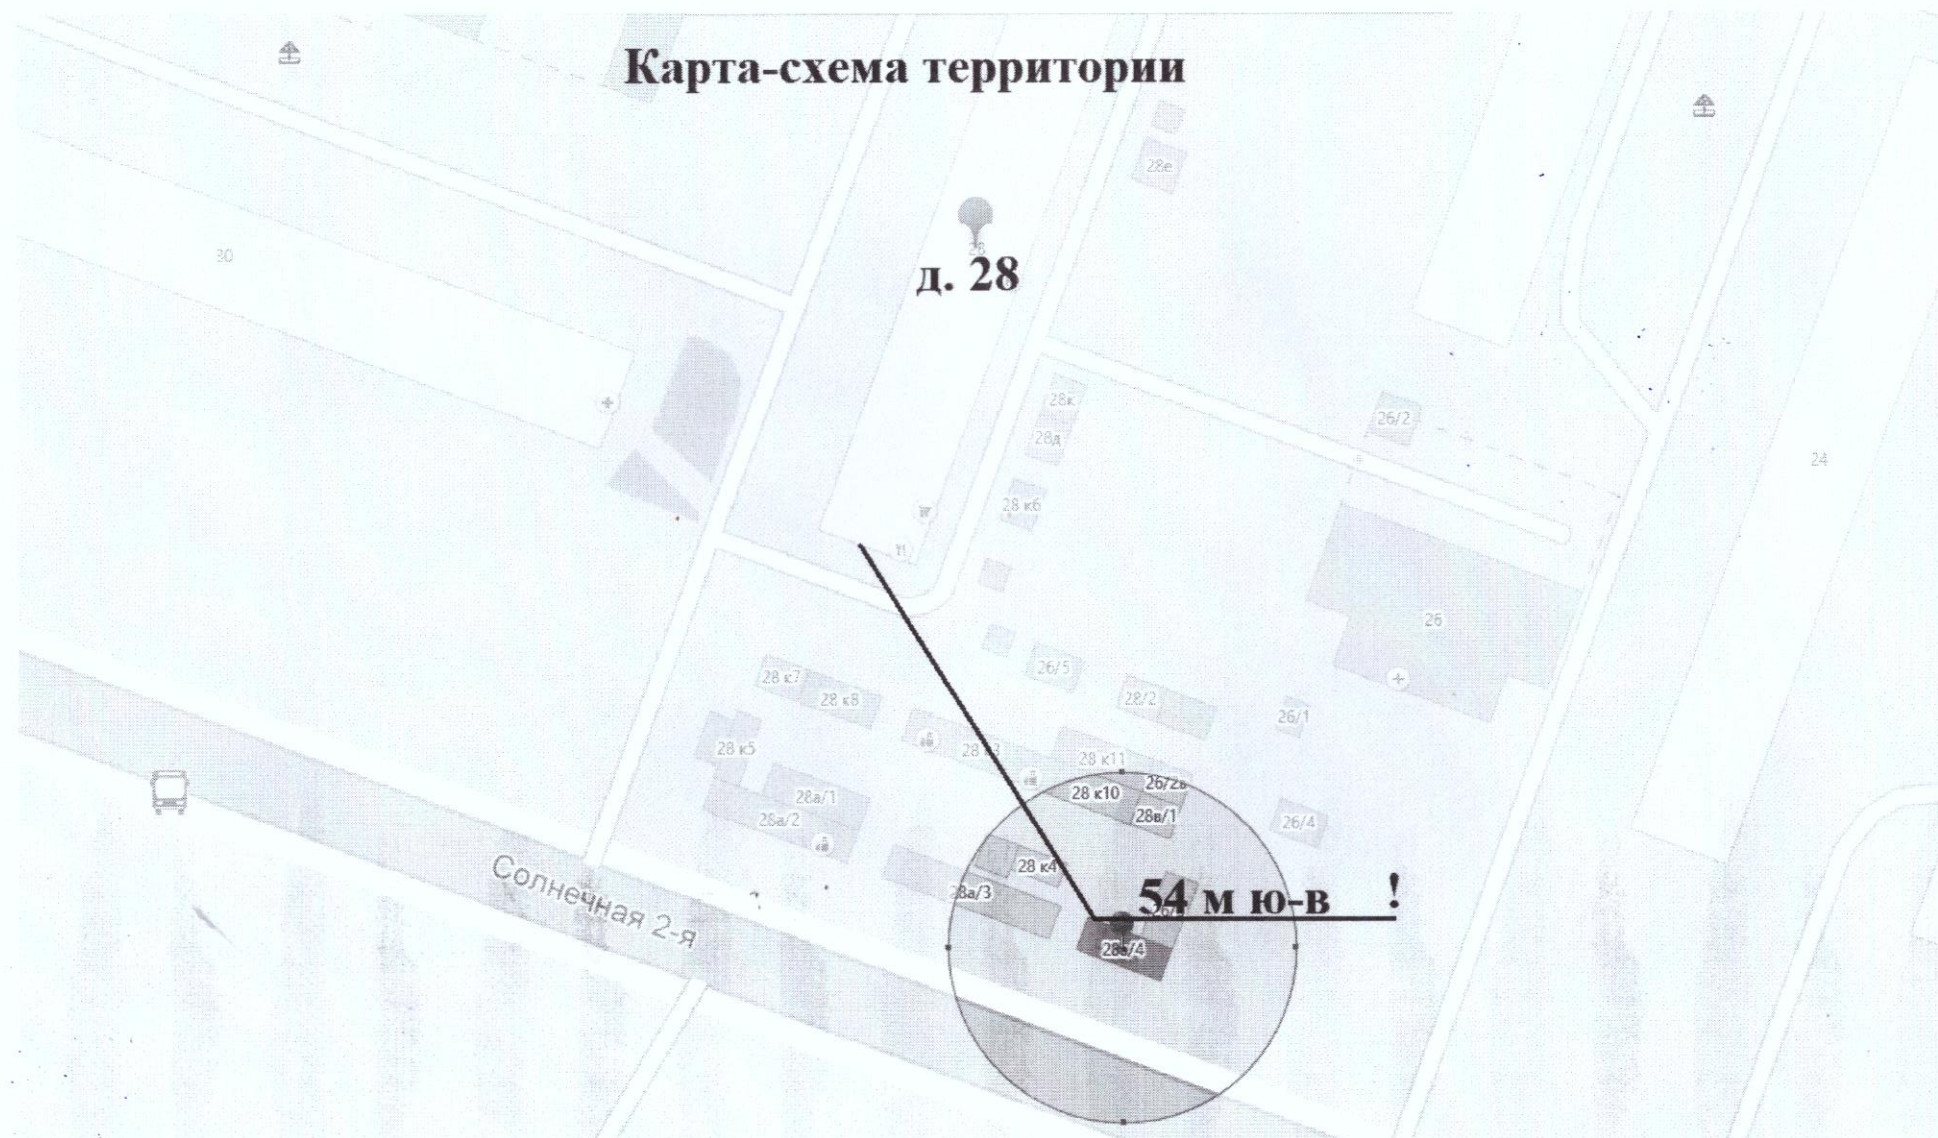 Карта-схема территории
28е
28
д. 28
30
28к
28д
26/2
24
28 к6
26
26/5
28 к7
28 к8
28/2
26/1
28 к5
28 к11
28 к10
26/2в
28а/1
28в/1
28а/2
26/4
28 к4
28а/3
54 м ю-в !
Солнечная 2-я